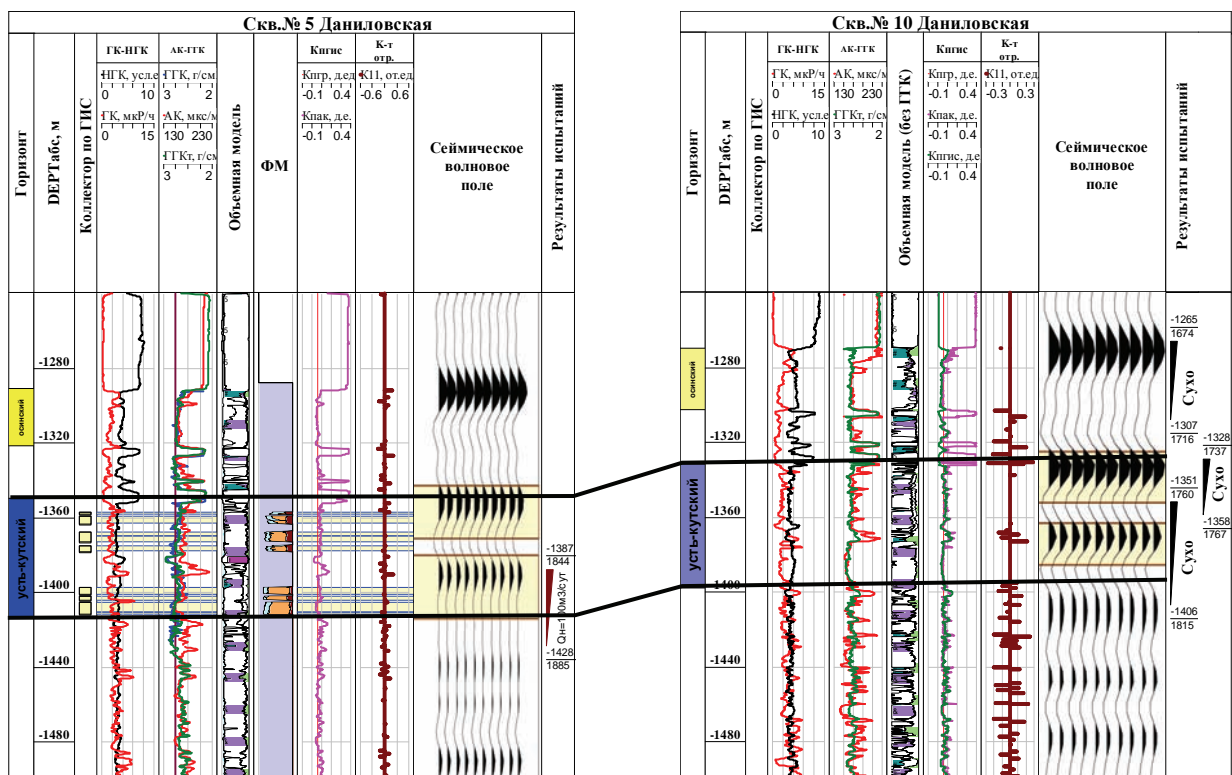 Скв.№ 5 Даниловская
Горизонт
DEPTабс, м
Коллектор по ГИС
ГК-НГК
НГК, усл.е
0 10
ГК, мкР/ч
0 15
АК-ГГК
ГГК, г/см
3 2
АК, мкс/м
130 230
ГГКт, г/см
3 2
Объемная модель
ФМ
Кпгис
Кпгр, д.ед
-0.1 0.4
Кпак, д.е.
-0.1 0.4
К-т
отр.
К11, от.ед
-0.6 0.6
Сеймическое
волновое
поле
Результаты испытаний
осинский
усть-кутский
-1280
-1320
-1360
-1400
-1440
-1480
-1387
1844
-1428
1885
Скв.№ 10 Даниловская
Горизонт
DEPTабс, м
Коллектор по ГИС
ГК-НГК
ГК, мкР/ч
0 15
НГК, усл.е
0 10
АК-ГГК
АК, мкс/м
130 230
ГГКт, г/см
3 2
Объемная модель (без ГГК)
Кпгис
Кпгр, д.е.
-0.1 0.4
Кпак, д.е.
-0.1 0.4
Кпгис, д.е
-0.1 0.4
К-т
отр.
К11, от.ед
-0.3 0.3
Сеймическое
волновое
поле
Результаты испытаний
осинский
усть-кутский
-1280
-1320
-1360
-1400
-1440
-1480
-1265
1674
Сухо
-1307
1716
-1328
1737
Сухо
-1351
1760
-1358
1767
Сухо
-1406
1815